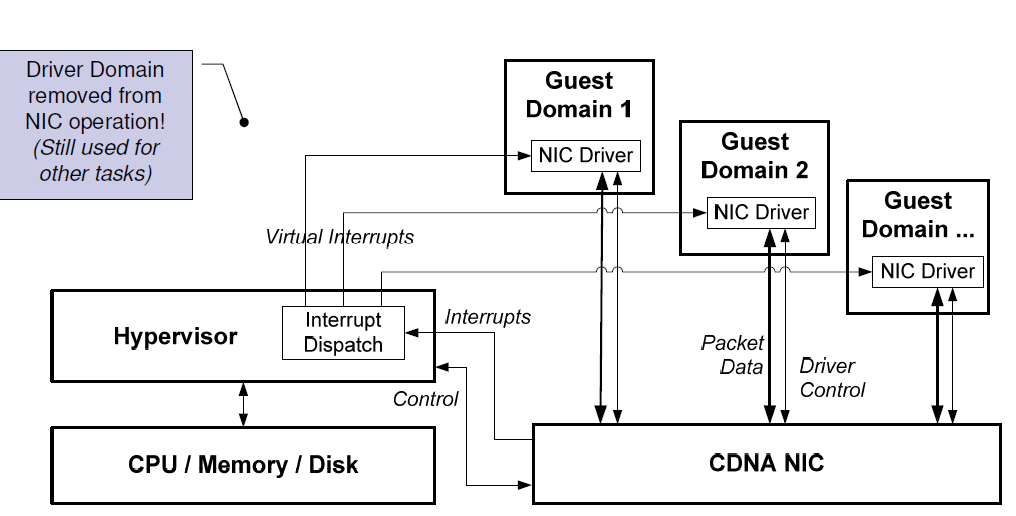 Driver Domain
removed from
NIC operation!
(Still used for
other tasks)
Guest
Domain 1
NIC Driver
Guest
Domain 2
NIC Driver
Guest
Domain ...
NIC Driver
Virtual Interrupts
Hypervisor
Interrupt
Dispatch
Interrupts
Packet
Data
Driver
Control
Control
CPU / Memory / Disk
CDNA NIC